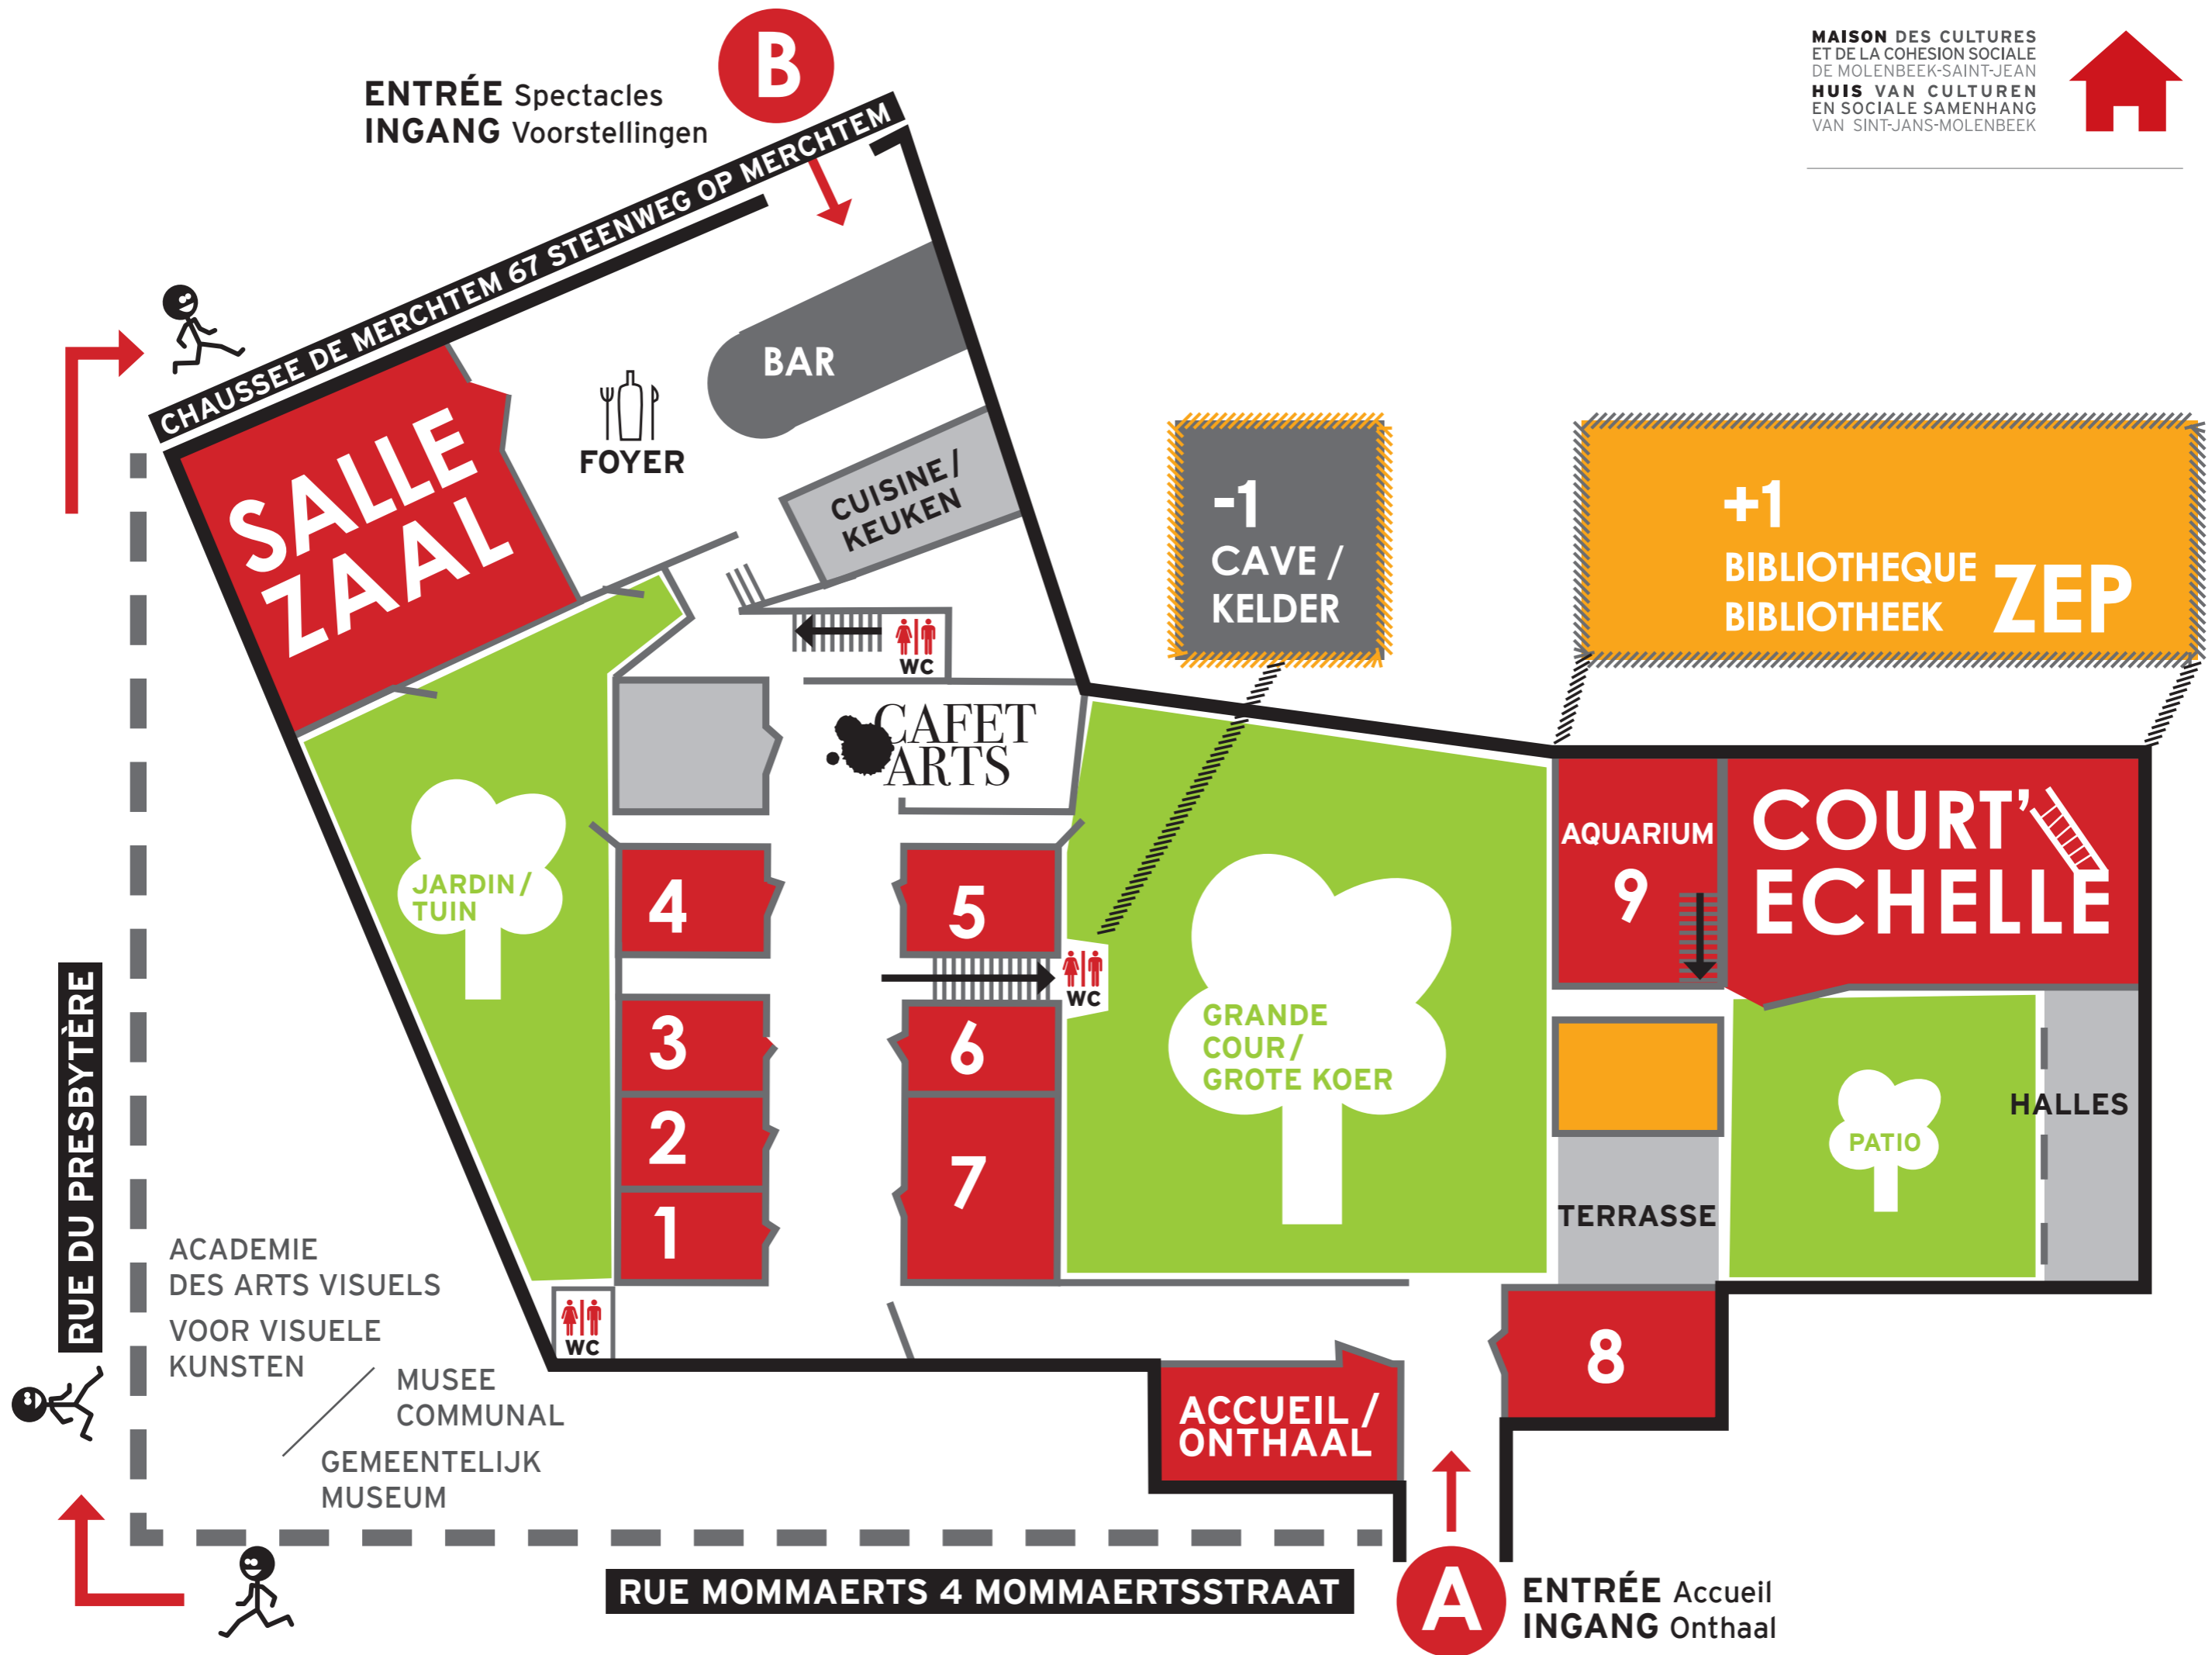 MAISON DES CULTURES
ET DE LA COHESION SOCIALE
DE MOLENBEEK-SAINT-JEAN
HUIS VAN CULTUREN
EN SOCIALE SAMENHANG
VAN SINT-JANS-MOLENBEEK
B
ENTRÉE Spectacles
INGANG Voorstellingen
CHAUSSEE DE MERCHTEM 67 STEENWEG OP MERCHTEM
SALLE
ZAAL
FOYER
BAR
CUISINE /
KEUKEN
WC
CAFET
ARTS
-1
CAVE /
KELDER
+1
BIBLIOTHEQUE
BIBLIOTHEEK
ZEP
JARDIN /
TUIN
4
3
2
1
5
6
7
WC
WC
GRANDE
COUR /
GROTE KOER
AQUARIUM
9
COURT'
ECHELLE
TERRASSE
PATIO
HALLES
8
ACCUEIL /
ONTHAAL
RUE DU PRESBYTÈRE
ACADEMIE
DES ARTS VISUELS
VOOR VISUELE
KUNSTEN
MUSEE
COMMUNAL
GEMEENTELIJK
MUSEUM
RUE MOMMAERTS 4 MOMMAERTSSTRAAT
A
ENTRÉE Accueil
INGANG Onthaal